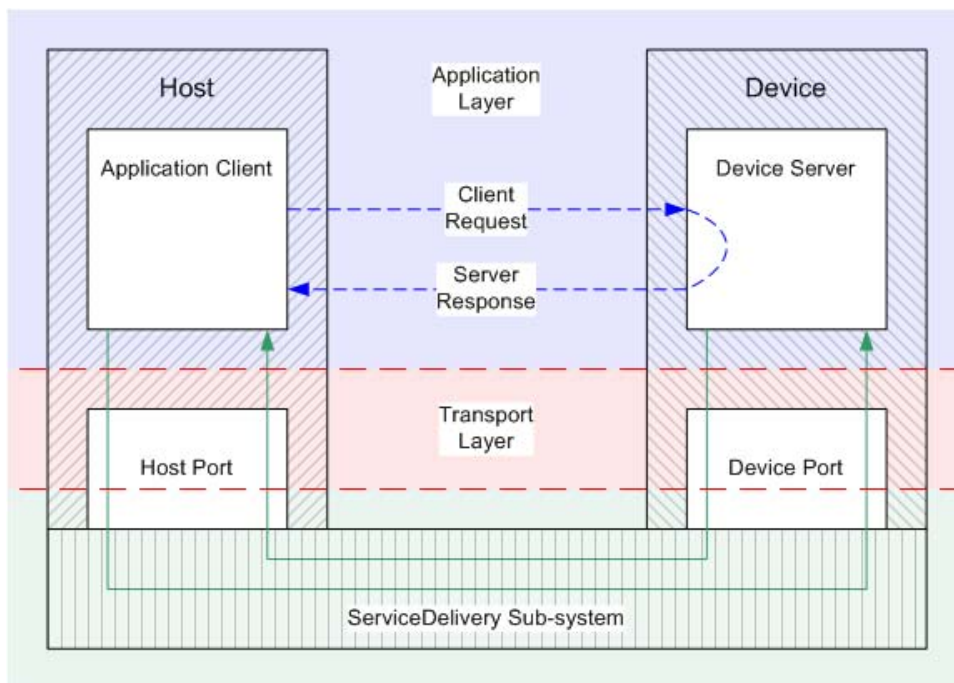 Host
Application
Layer
Device
Application Client
Device Server
Client
Request
Server
Response
Transport
Layer
Host Port
Device Port
ServiceDelivery Sub-system